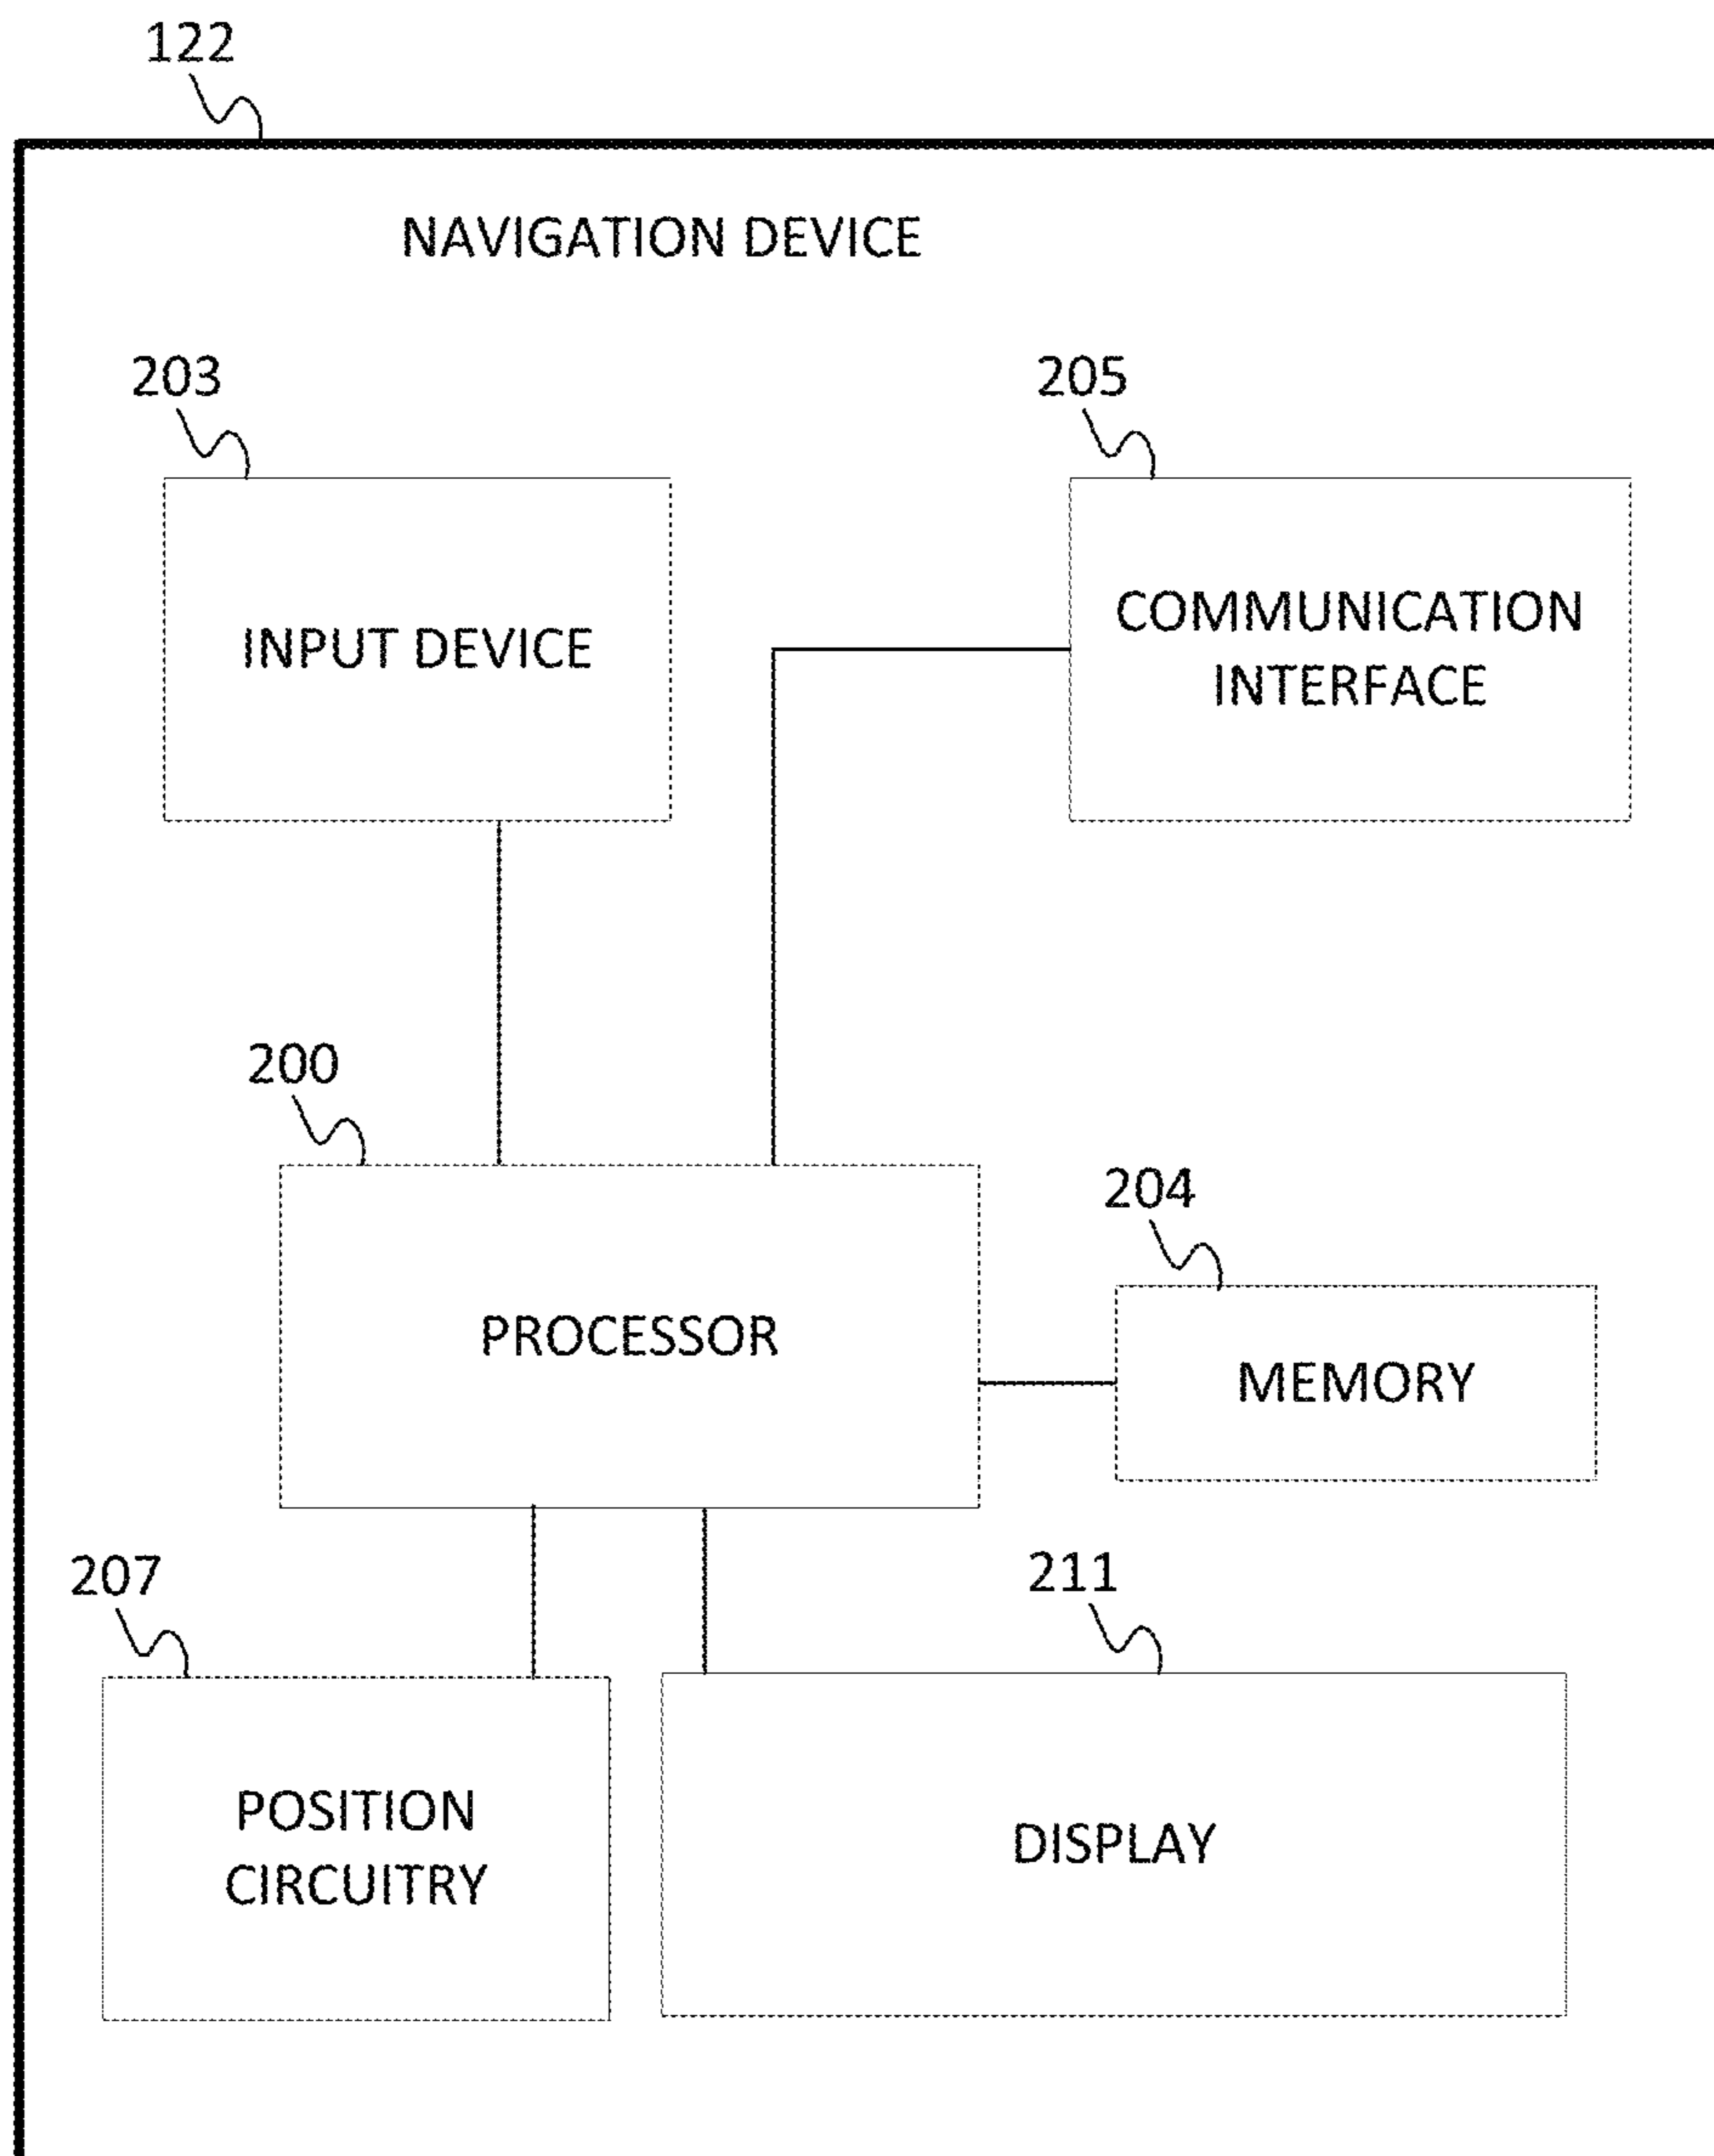 122
NAVIGATION DEVICE
203
205
INPUT DEVICE
COMMUNICATION
INTERFACE
200
204
PROCESSOR
MEMORY
207
211
POSITION
CIRCUITRY
DISPLAY